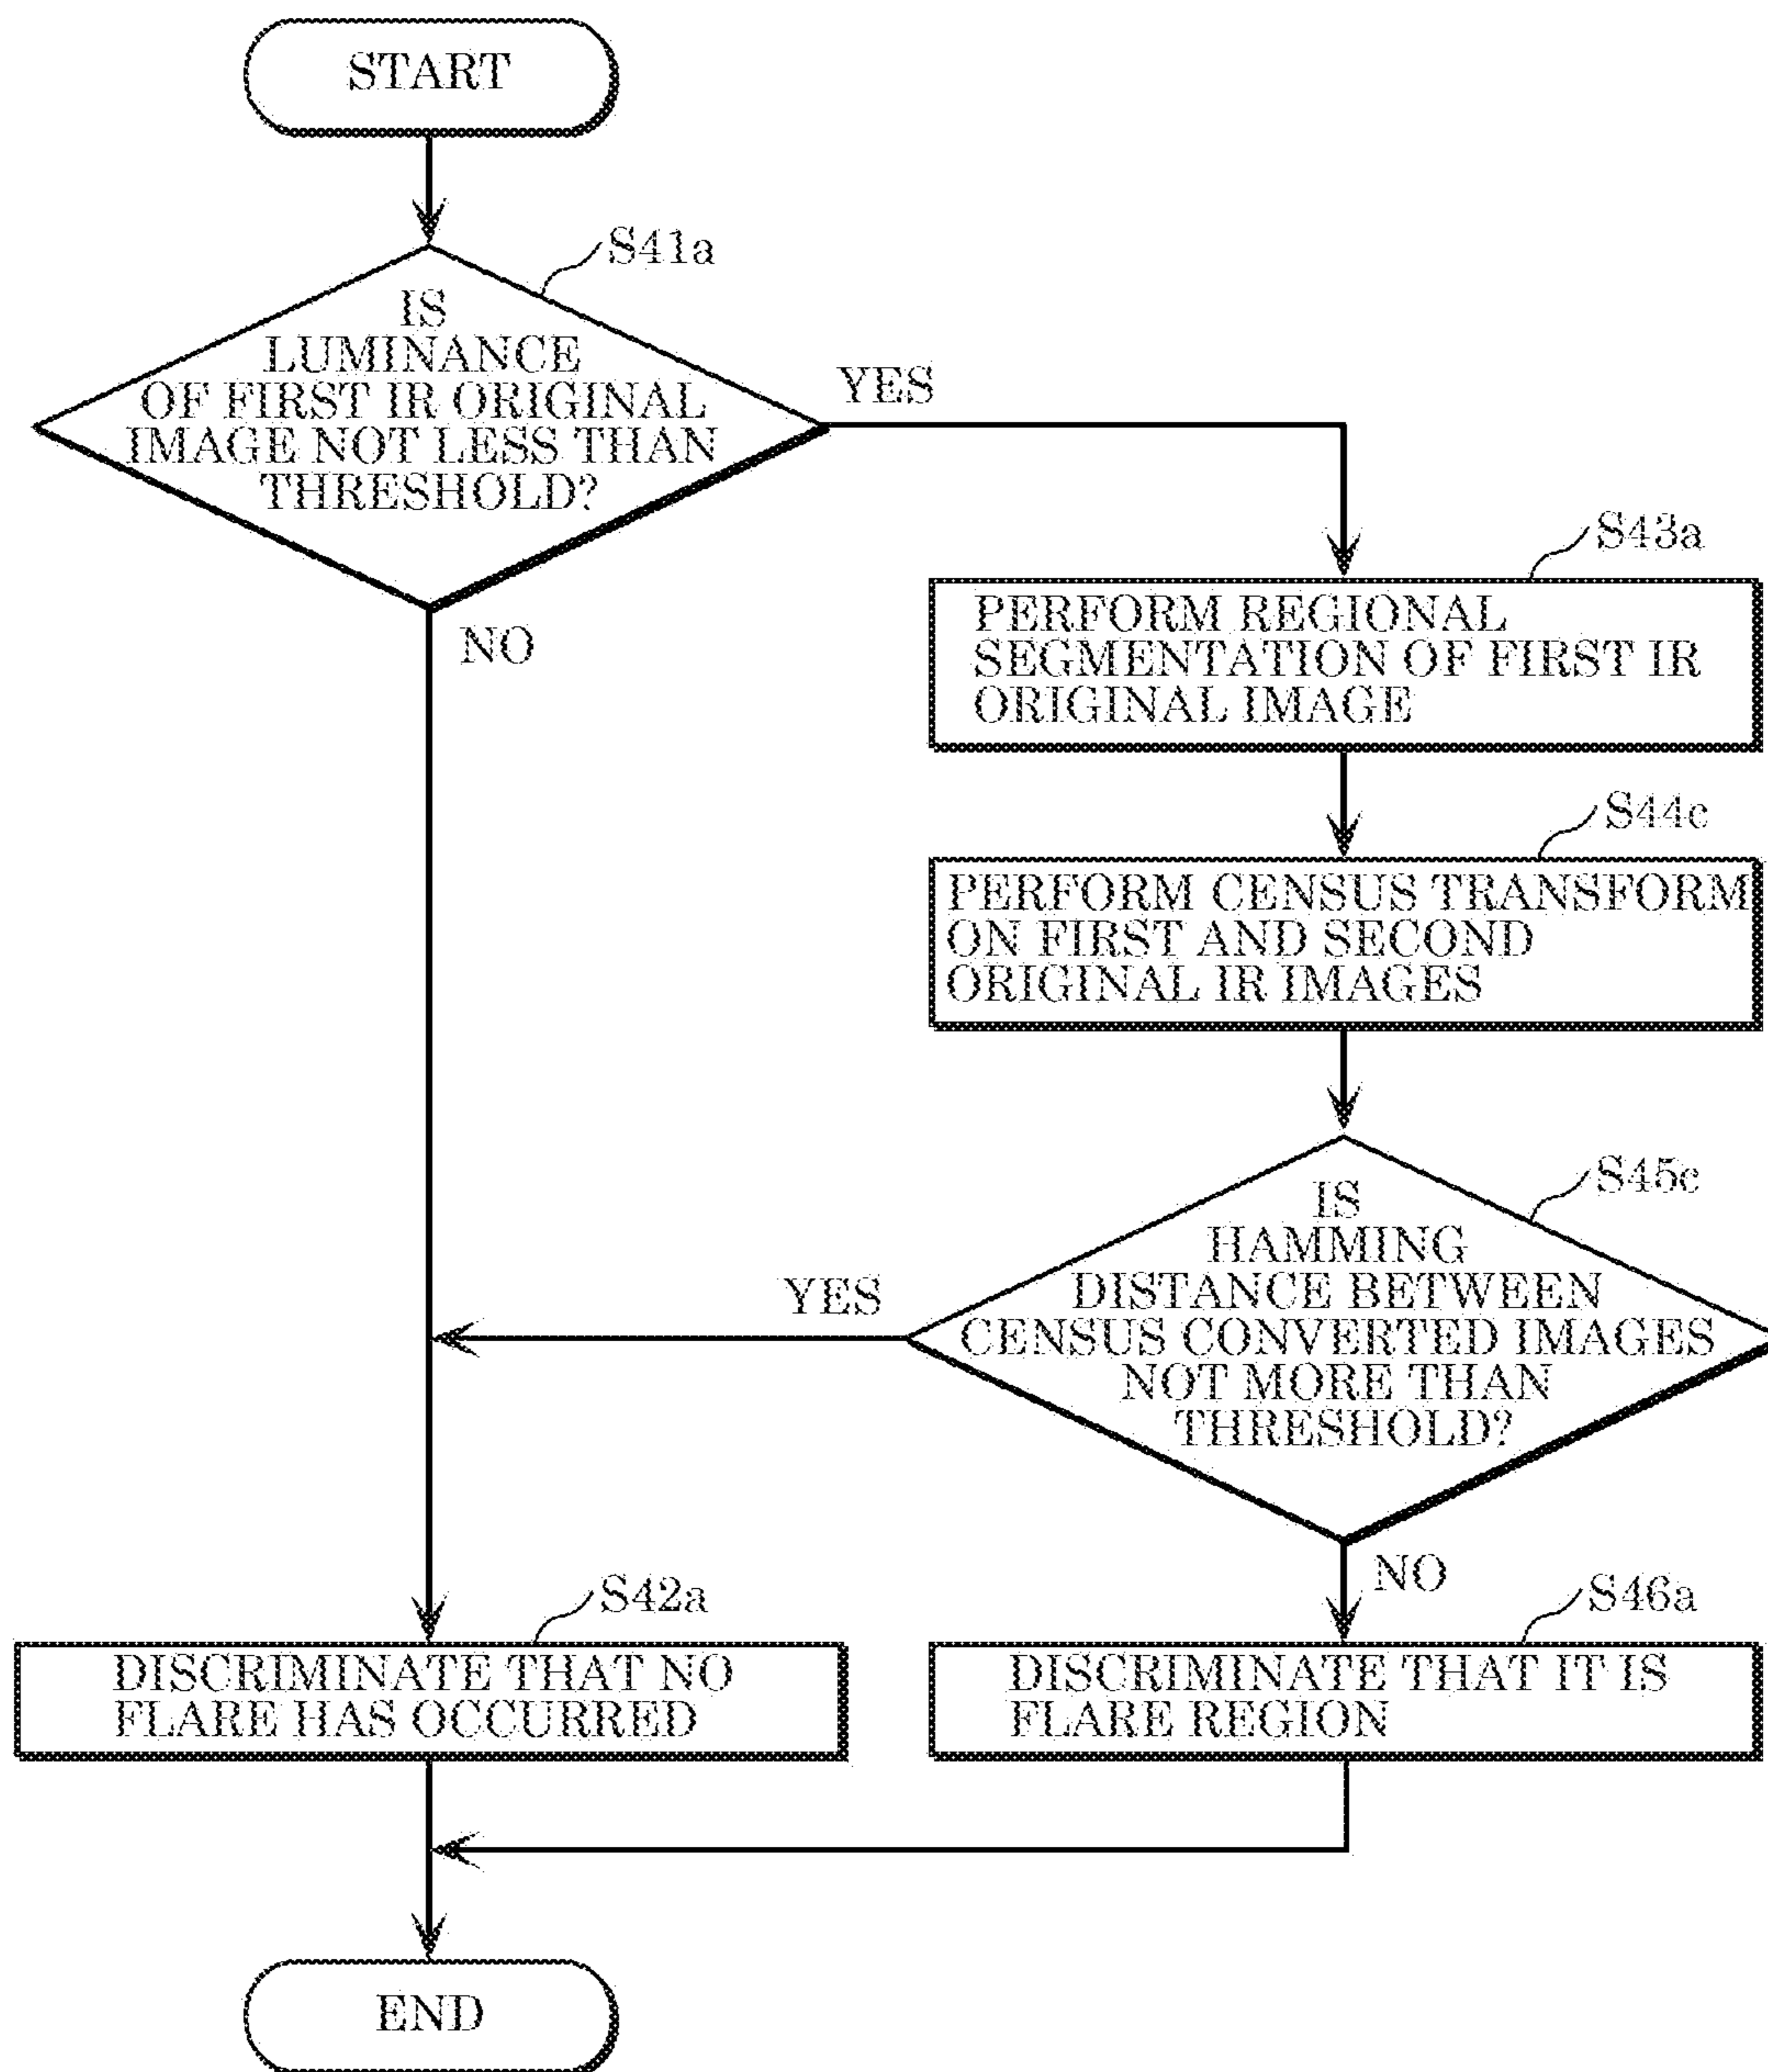 START
S41a
IS
LUMINANCE
OF FIRST IR ORIGINAL
IMAGE NOT LESS THAN
THRESHOLD?
YES
NO
S43a
PERFORM REGIONAL
SEGMENTATION OF FIRST IR
ORIGINAL IMAGE
S44c
PERFORM CENSUS TRANSFORM
ON FIRST AND SECOND
ORIGINAL IR IMAGES
S45c
IS
HAMMING
DISTANCE BETWEEN
CENSUS CONVERTED IMAGES
NOT MORE THAN
THRESHOLD?
YES
NO
S42a
DISCRIMINATE THAT NO
FLARE HAS OCCURRED
S46a
DISCRIMINATE THAT IT IS
FLARE REGION
END